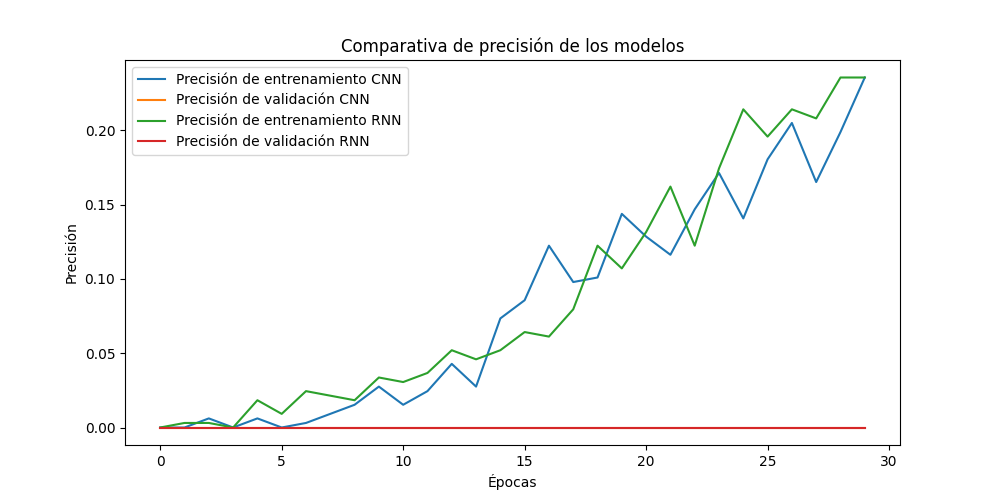 Comparativa de precisión de los modelos
Precisión de entrenamiento CNN
Precisión de validación CNN
Precisión de entrenamiento RNN
Precisión de validación RNN
Precisión
0.20
0.15
0.10
0.05
0.00
0 5 10 15 20 25 30
Épocas